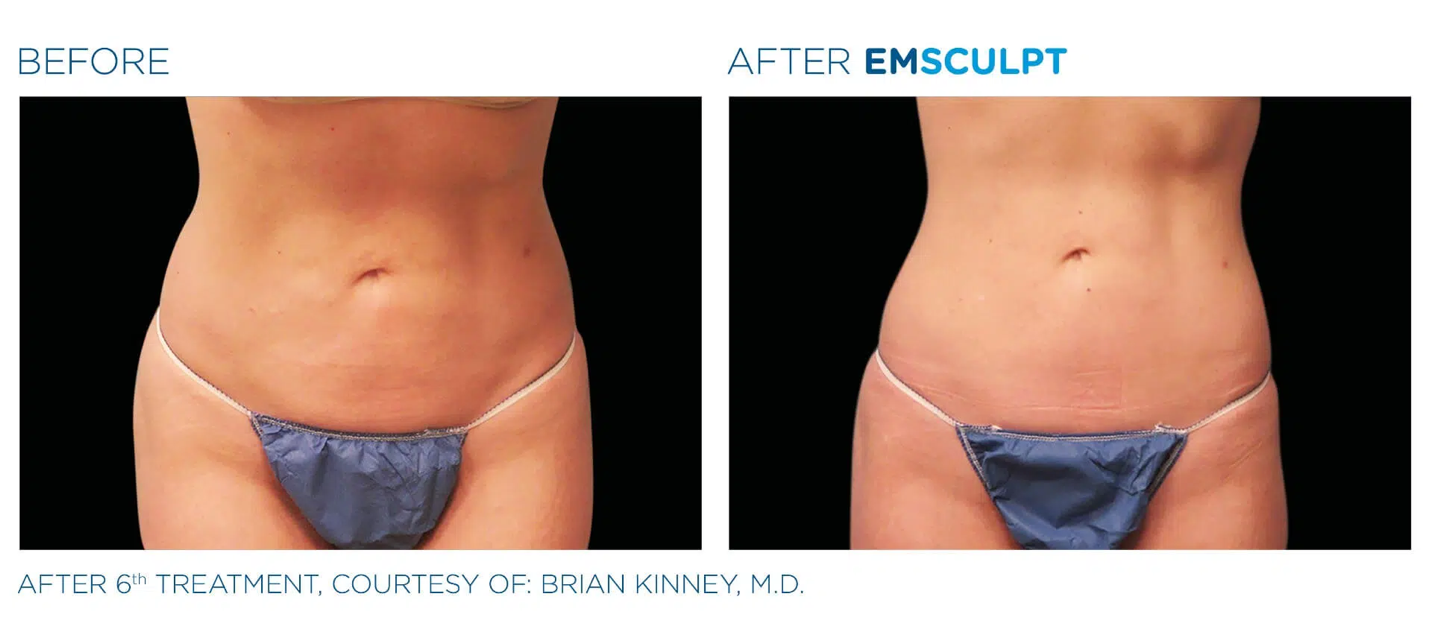 BEFORE
AFTER EMSCULPT
AFTER 6th TREATMENT, COURTESY OF: BRIAN KINNEY, M.D.